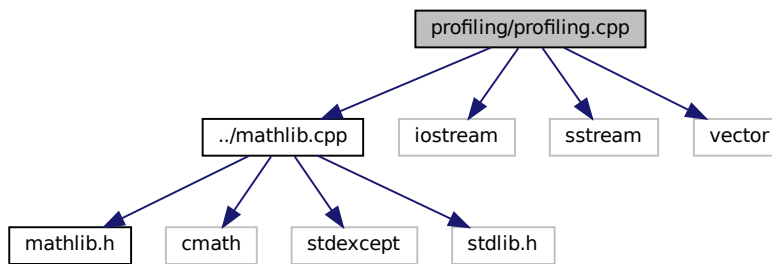 profiling/profiling.cpp
../mathlib.cpp
iostream
sstream
vector
mathlib.h
cmath
stdexcept
stdlib.h